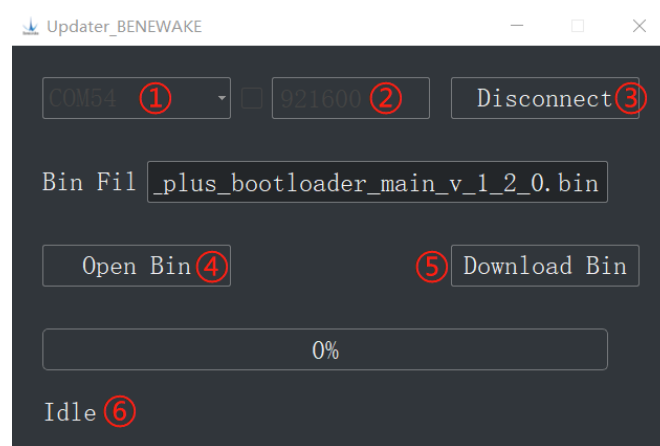 Updater_BENEWAKE
COM54 ① 921600 ② Disconnect ③
Bin Fil _plus_bootloader_main_v_1_2_0.bin
Open Bin ④ ⑤ Download Bin
0%
Idle ⑥